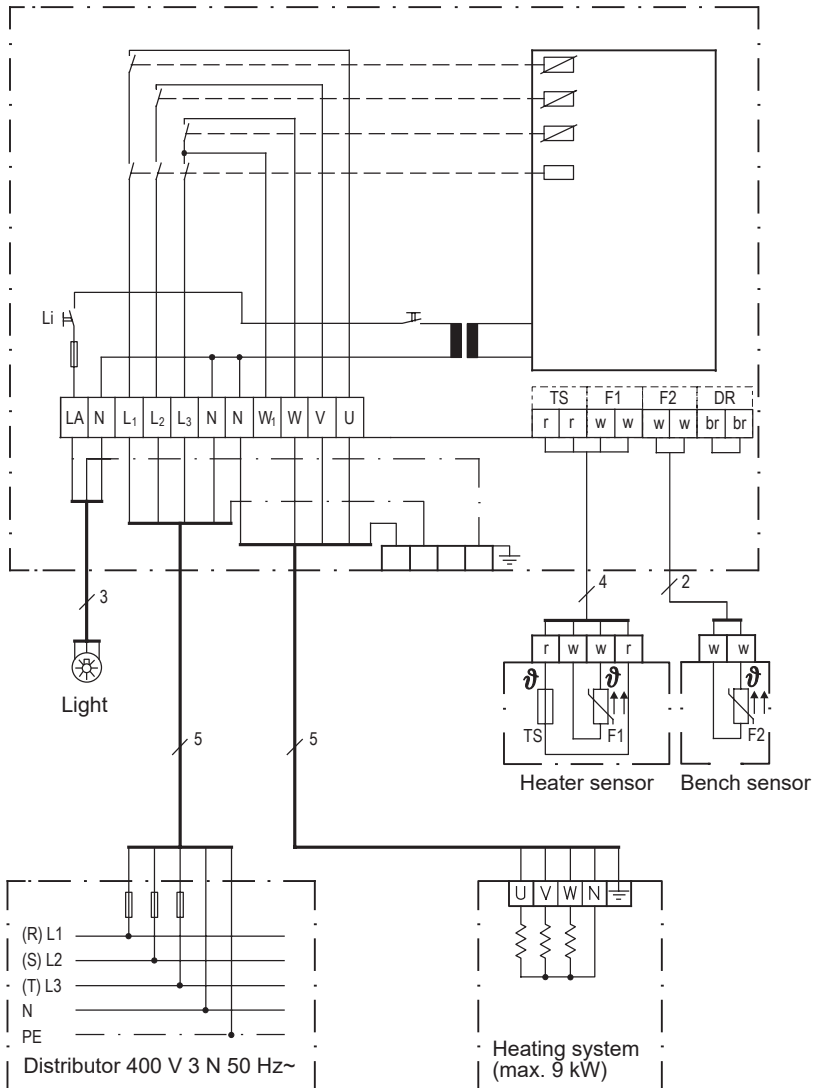 Li
LA N L1 L2 L3 N N W1 W V U
TS F1 F2 DR
r r w w w w br br
3
Light
5
5
4
2
r w w r
ϑ ϑ
TS F1
Heater sensor
w w
ϑ
F2
Bench sensor
(R) L1
(S) L2
(T) L3
N
PE
Distributor 400 V 3 N 50 Hz~
U V W N
Heating system
(max. 9 kW)